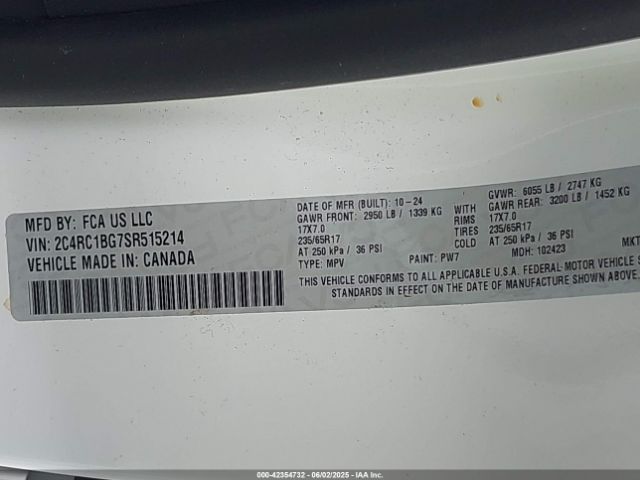 MFD BY: FCA US LLC
VIN: 2C4RC1BG7SR515214
VEHICLE MADE IN: CANADA
DATE OF MFR (BUILT): 10-24 GVWR: 6055 LB / 2747 KG
GAWR FRONT: 2950 LB / 1339 KG WITH GAWR REAR: 3200 LB / 1452 KG
17X7.0 RIMS 17X7.0
235/65R17 TIRES 235/65R17
AT 250 kPa / 36 PSI COLD AT 250 kPa / 36 PSI
TYPE: MPV PAINT: PW7 MDH: 102423 MKT
THIS VEHICLE CONFORMS TO ALL APPLICABLE U.S.A. FEDERAL MOTOR VEHICLE S
STANDARDS IN EFFECT ON THE DATE OF MANUFACTURE SHOWN ABOVE.
000-42354732 - 06/02/2025 - IAAI.com